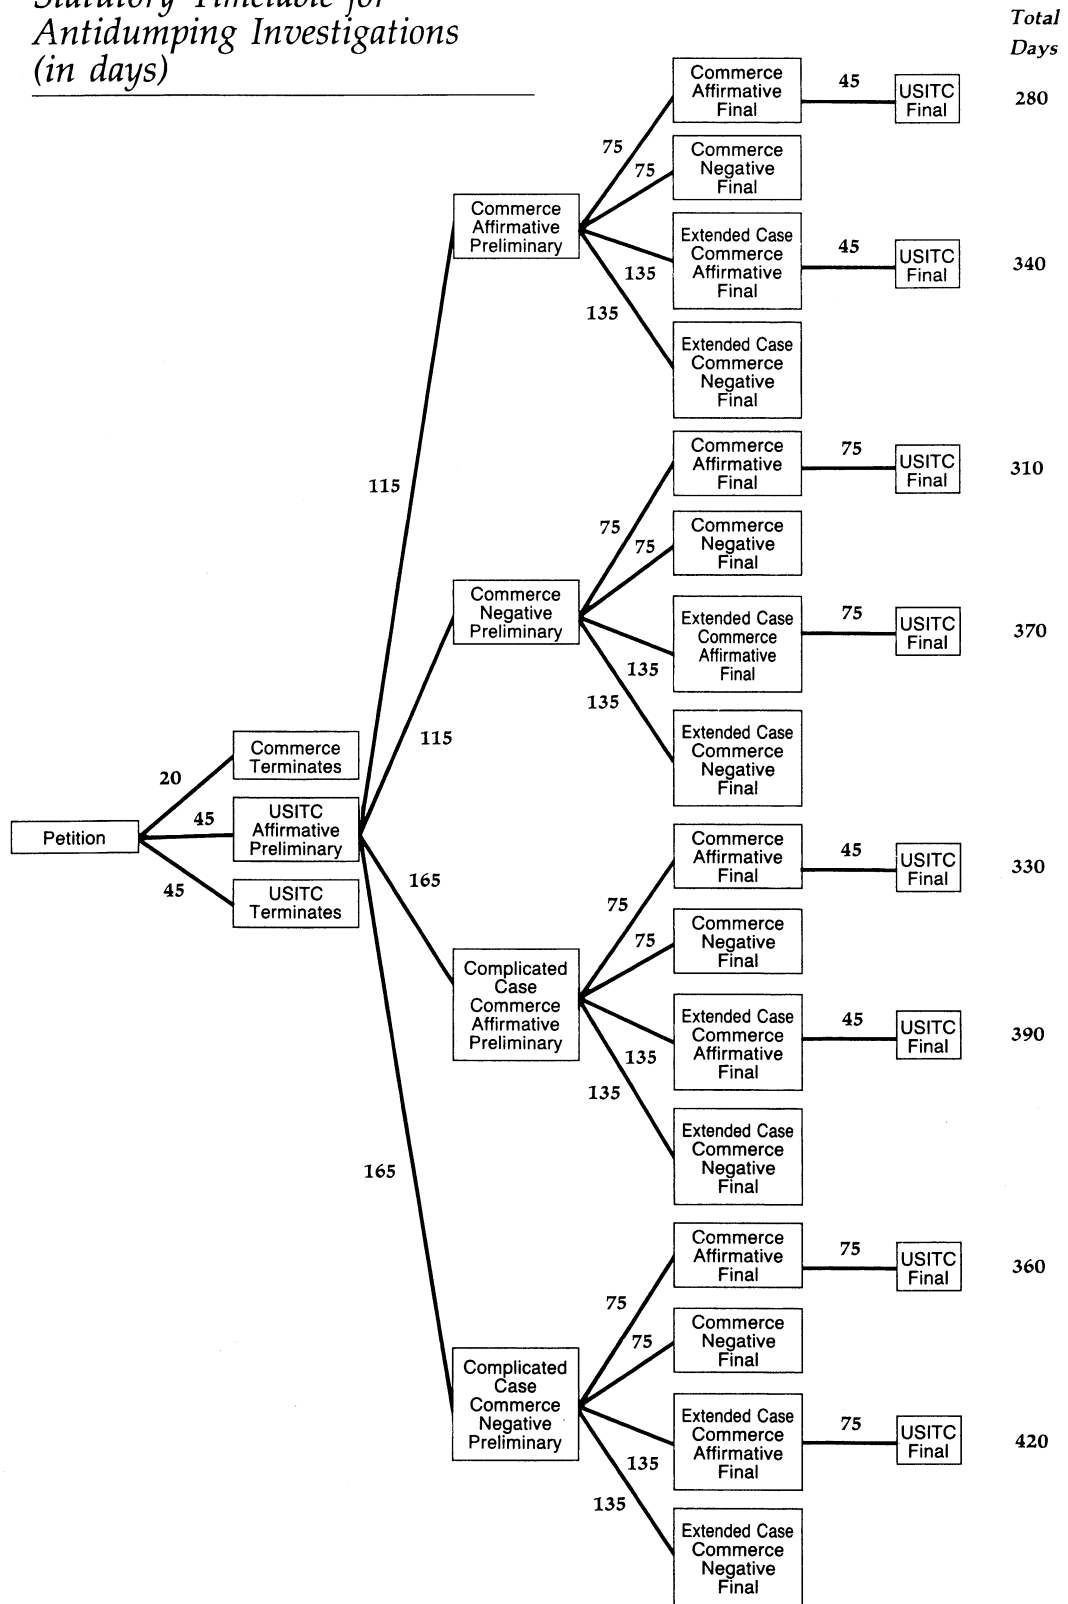 Statutory Timetable for
Antidumping Investigations
(in days)
Total
Days
Commerce
Affirmative
Final
45
USITC
Final
280
75
75
Commerce
Negative
Final
Commerce
Affirmative
Preliminary
Extended Case
Commerce
Affirmative
Final
45
USITC
Final
340
135
135
Extended Case
Commerce
Negative
Final
115
Commerce
Affirmative
Final
75
USITC
Final
310
75
75
Commerce
Negative
Final
Commerce
Negative
Preliminary
Extended Case
Commerce
Affirmative
Final
75
USITC
Final
370
135
135
Extended Case
Commerce
Negative
Final
115
Commerce
Terminates
20
Petition
45
USITC
Affirmative
Preliminary
45
USITC
Terminates
165
Commerce
Affirmative
Final
45
USITC
Final
330
75
75
Commerce
Negative
Final
Complicated
Case
Commerce
Affirmative
Preliminary
Extended Case
Commerce
Affirmative
Final
45
USITC
Final
390
135
135
Extended Case
Commerce
Negative
Final
165
Commerce
Affirmative
Final
75
USITC
Final
360
75
75
Commerce
Negative
Final
Complicated
Case
Commerce
Negative
Preliminary
Extended Case
Commerce
Affirmative
Final
75
USITC
Final
420
135
135
Extended Case
Commerce
Negative
Final